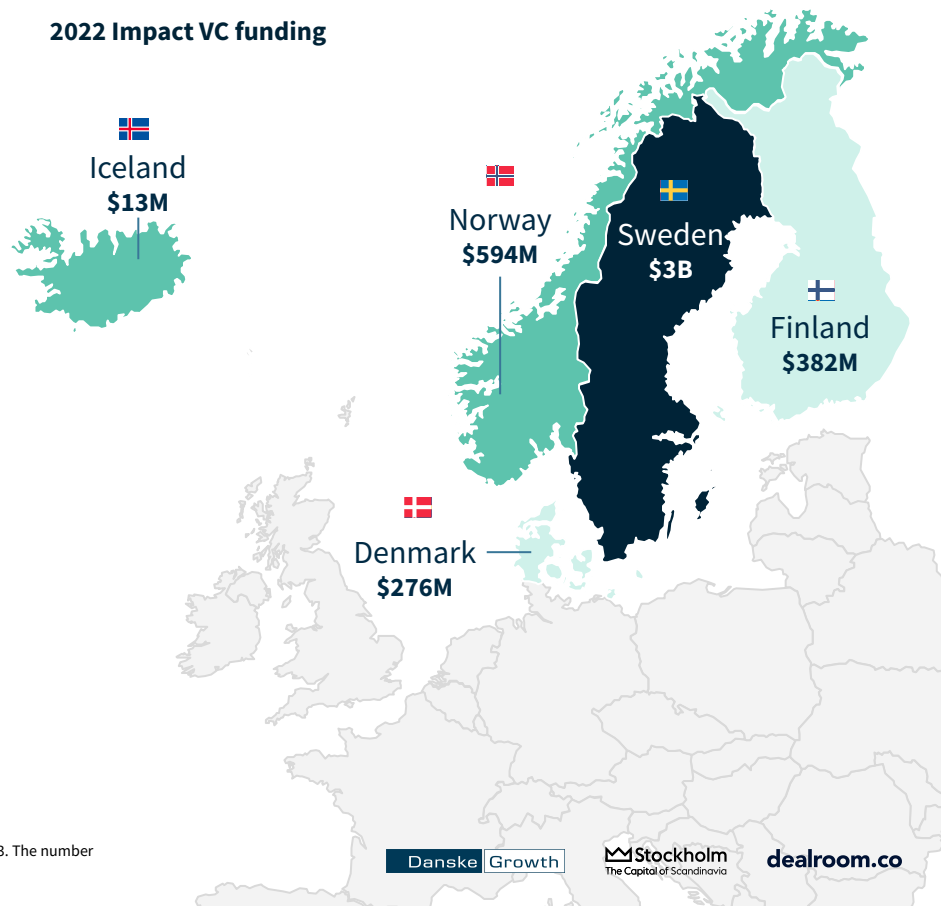 2022 Impact VC funding
Iceland
$13M
Norway
$594M
Sweden
$3B
Finland
$382M
Denmark
$276M
3. The number
Danske Growth
Stockholm
The Capital of Scandinavia
dealroom.co